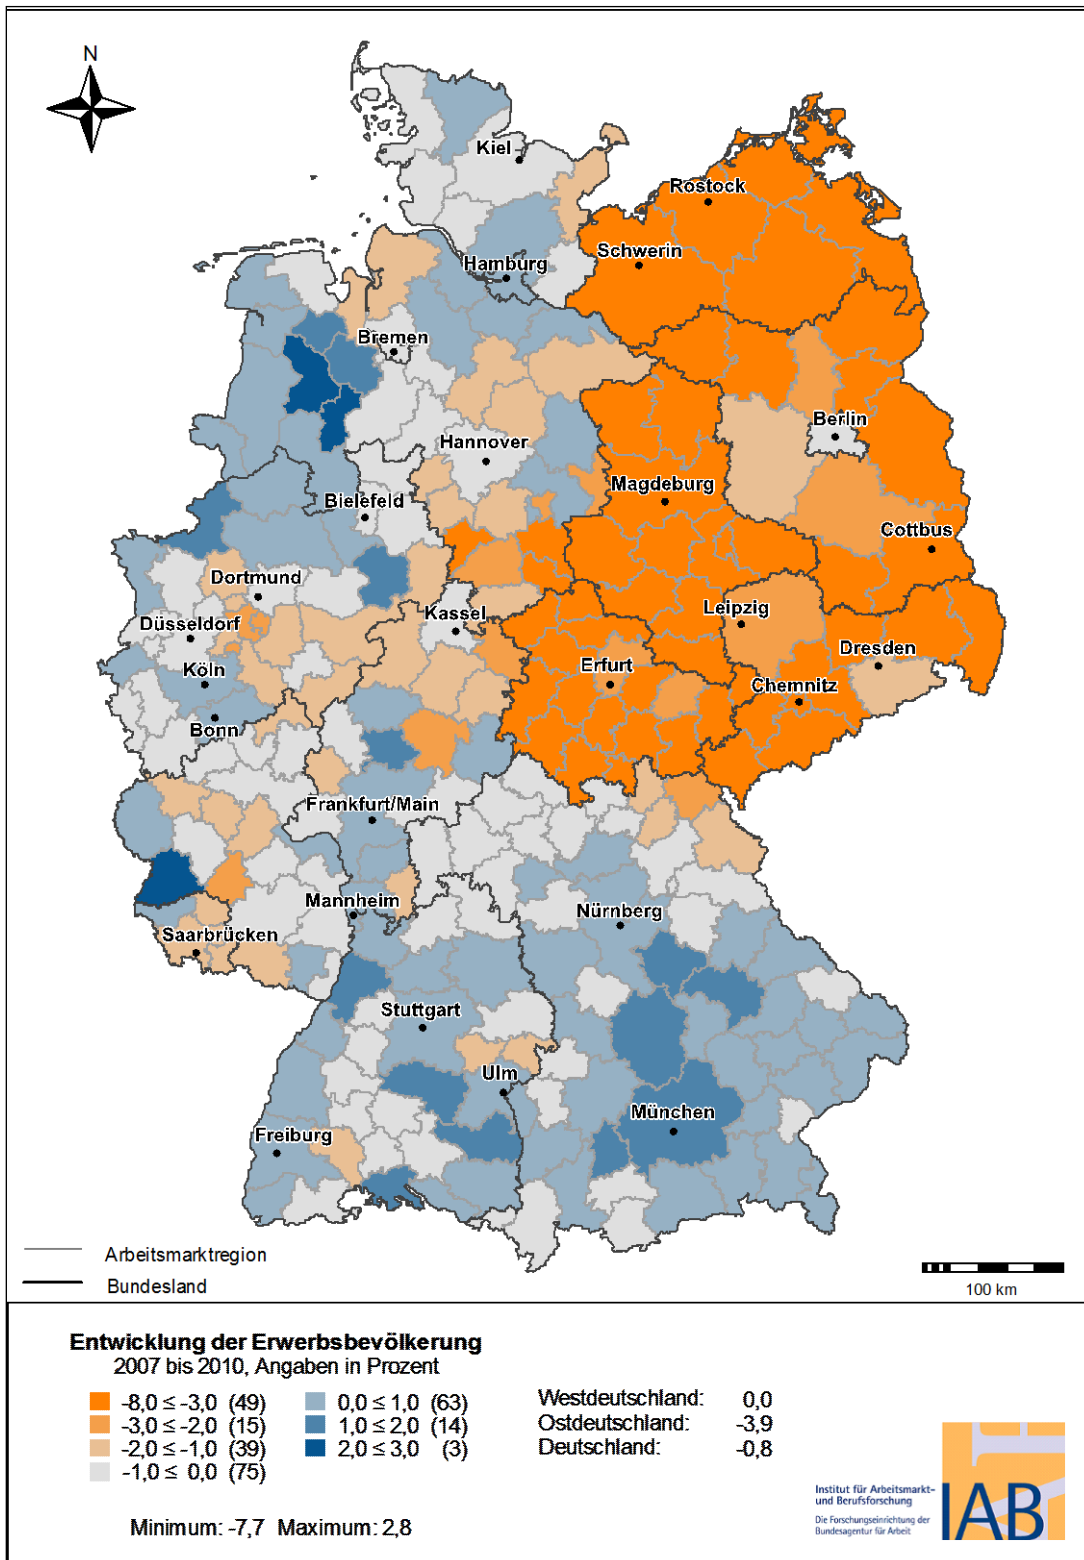 N
Kiel
Rostock
Schwerin
Hamburg
Bremen
Berlin
Hannover
Magdeburg
Bielefeld
Cottbus
Dortmund
Leipzig
Düsseldorf
Kassel
Dresden
Köln
Erfurt
Chemnitz
Bonn
Frankfurt/Main
Mannheim
Nürnberg
Saarbrücken
Stuttgart
Ulm
München
Freiburg
Arbeitsmarktregion
Bundesland
100 km
Entwicklung der Erwerbsbevölkerung
2007 bis 2010, Angaben in Prozent
-8,0 ≤ -3,0 (49)
-3,0 ≤ -2,0 (15)
-2,0 ≤ -1,0 (39)
-1,0 ≤ 0,0 (75)
0,0 ≤ 1,0 (63)
1,0 ≤ 2,0 (14)
2,0 ≤ 3,0 (3)
Westdeutschland: 0,0
Ostdeutschland: -3,9
Deutschland: -0,8
Minimum: -7,7 Maximum: 2,8
Institut für Arbeitsmarkt-
und Berufsforschung
Die Forschungseinrichtung der
Bundesagentur für Arbeit
IAB